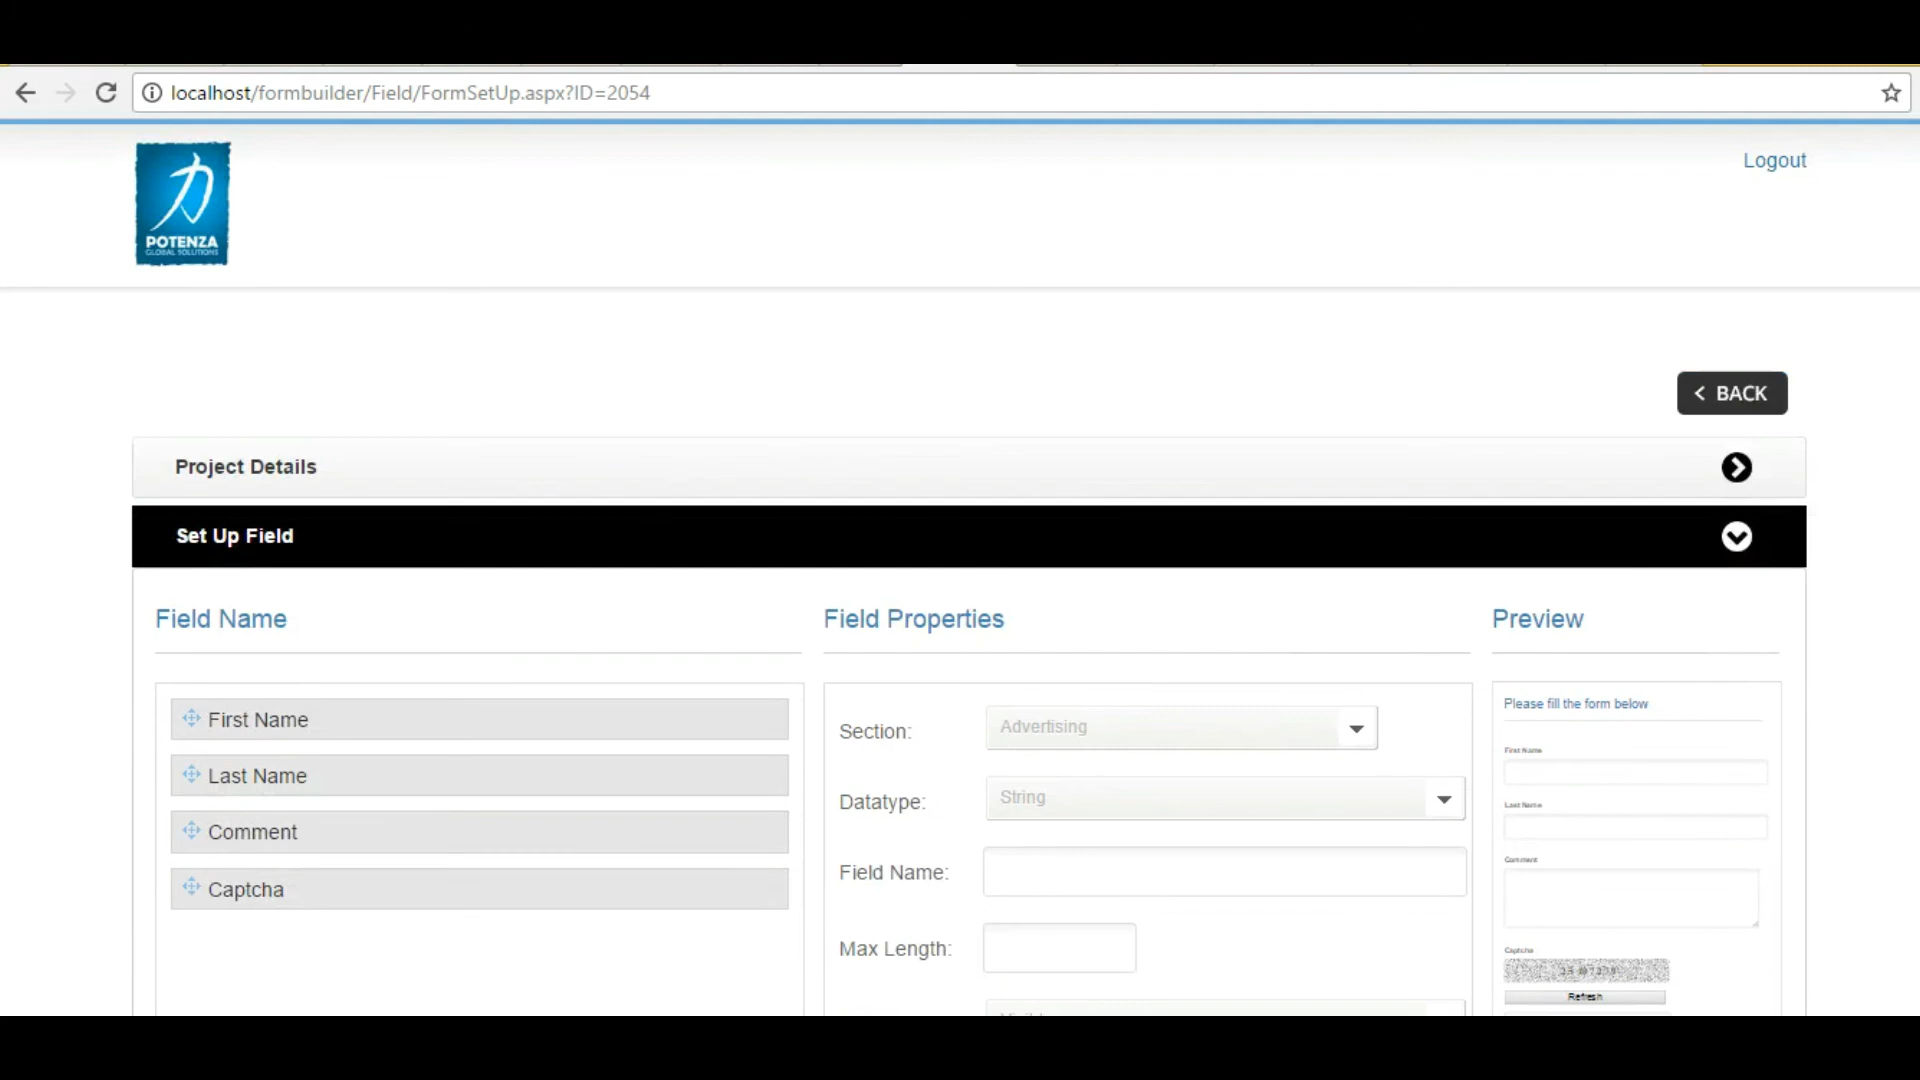 localhost/formbuilder/Field/FormSetUp.aspx?ID=2054
力
POTENZA
GLOBAL SOLUTIONS
Logout
< BACK
Project Details
Set Up Field
Field Name
First Name
Last Name
Comment
Captcha
Field Properties
Section: Advertising
Datatype: String
Field Name:
Max Length:
Preview
Please fill the form below
First Name
Last Name
Comment
Captcha
Refresh